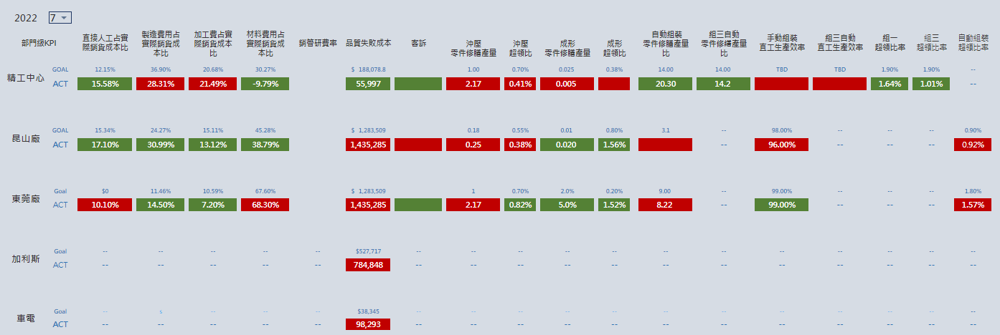 2022 7
部門級KPI 直接人工占實際銷貨成本比 製造費用占實際銷貨成本比 加工費占實際銷貨成本比 材料費用占實際銷貨成本比 銷管研費率 品質失敗成本 客訴 沖壓零件修膳產量 沖壓超領比 成形零件修膳產量 成形超領比 自動組裝零件修膳產量比 組三自動零件修繕產量比 手動組裝直工生產效率 組三自動直工生產效率 組一超領比率 組三超領比率 自動組裝超領比率
精工中心
GOAL 12.15% 36.90% 20.68% 30.27% $ 188,078.8 1.00 0.70% 0.025 0.38% 14.00 14.00 TBD TBD 1.90% 1.90% --
ACT 15.58% 28.31% 21.49% -9.79% 55,997 2.17 0.41% 0.005 20.30 14.2 1.64% 1.01% --
昆山廠
GOAL 15.34% 24.27% 15.11% 45.28% $ 1,283,509 0.18 0.55% 0.01 0.80% 3.1 -- 98.00% -- -- -- 0.90%
ACT 17.10% 30.99% 13.12% 38.79% 1,435,285 0.25 0.38% 0.020 1.56% -- 96.00% -- -- -- 0.92%
東莞廠
Goal $0 11.46% 10.59% 67.60% $ 1,283,509 1 0.70% 2.0% 0.20% 9.00 -- 99.00% -- -- -- 1.80%
ACT 10.10% 14.50% 7.20% 68.30% 1,435,285 2.17 0.82% 5.0% 1.52% 8.22 -- 99.00% -- -- -- 1.57%
加利斯
Goal -- -- -- -- -- $527,717 -- -- -- -- -- -- -- -- -- -- -- --
ACT -- -- -- -- -- 784,848 -- -- -- -- -- -- -- -- -- -- -- --
車電
Goal -- s -- -- -- $38,345 -- -- -- -- -- -- -- -- -- -- -- --
ACT -- -- -- -- -- 98,293 -- -- -- -- -- -- -- -- -- -- -- --